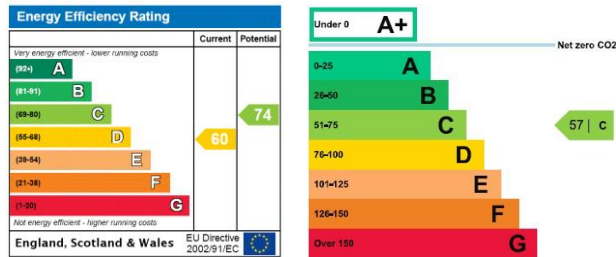 Energy Efficiency Rating
Current Potential
Very energy efficient - lower running costs
(92+) A
(81-91) B
(69-80) C
(55-68) D
(39-54) E
(21-38) F
(1-20) G
74
60
Not energy efficient - higher running costs
England, Scotland & Wales
EU Directive
2002/91/EC
Under 0 A+
Net zero CO2
0-25 A
26-50 B
51-75 C
57 | C
76-100 D
101-125 E
126-150 F
Over 150 G